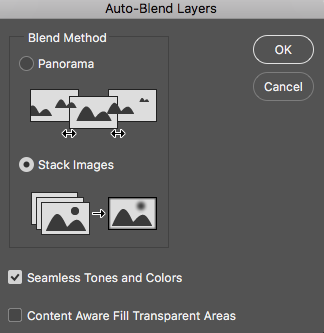 Auto-Blend Layers
Blend Method
OK
Panorama
Cancel
Stack Images
Seamless Tones and Colors
Content Aware Fill Transparent Areas